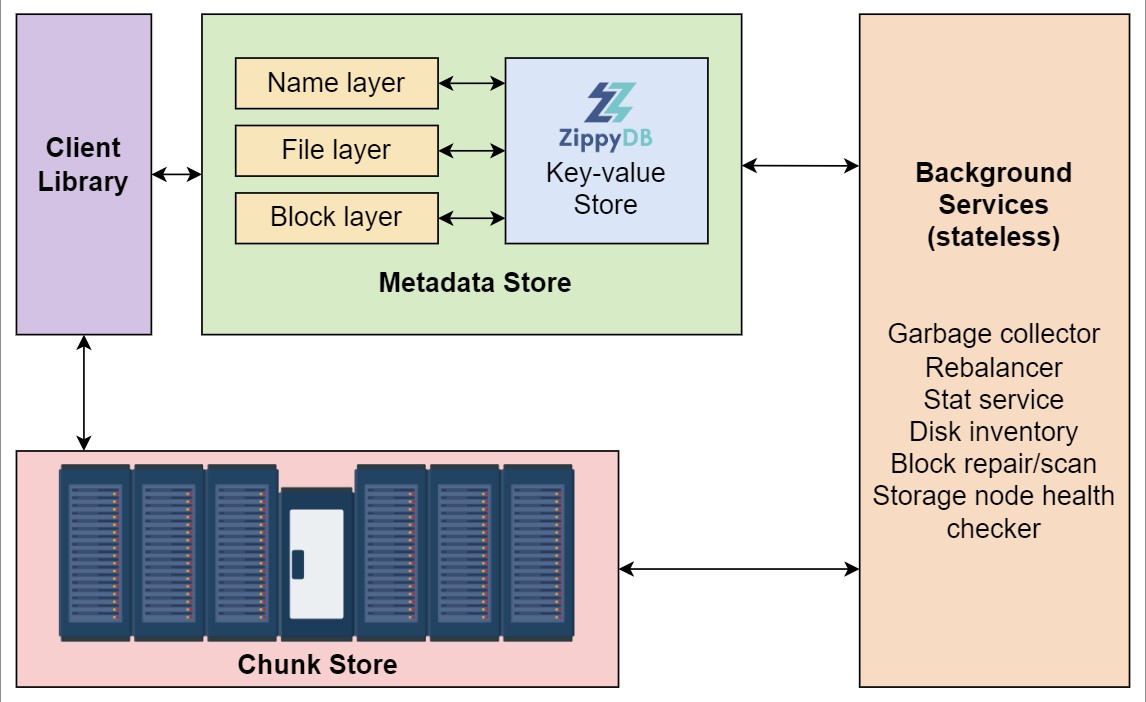 Client
Library
Name layer
File layer
Block layer
ZippyDB
Key-value
Store
Metadata Store
Background
Services
(stateless)
Garbage collector
Rebalancer
Stat service
Disk inventory
Block repair/scan
Storage node health
checker
Chunk Store